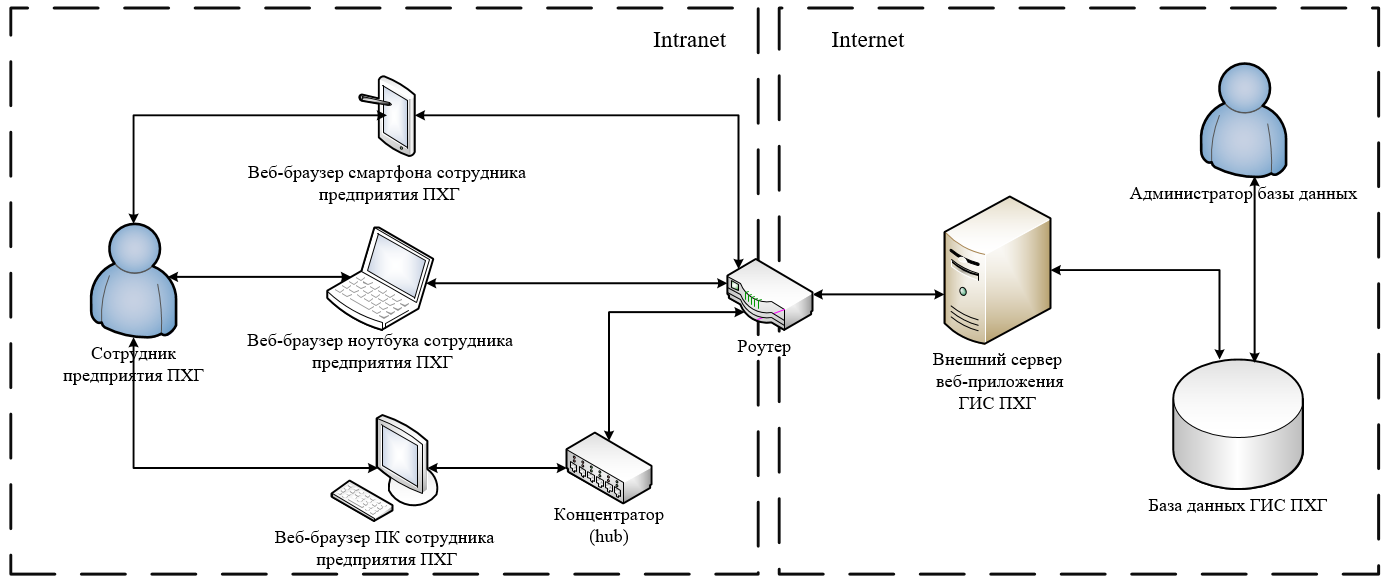 Intranet
Internet
Веб-браузер смартфона сотрудника
предприятия ПХГ
Администратор базы данных
Сотрудник
предприятия ПХГ
Веб-браузер ноутбука сотрудника
предприятия ПХГ
Роутер
Внешний сервер
веб-приложения
ГИС ПХГ
Веб-браузер ПК сотрудника
предприятия ПХГ
Концентратор
(hub)
База данных ГИС ПХГ